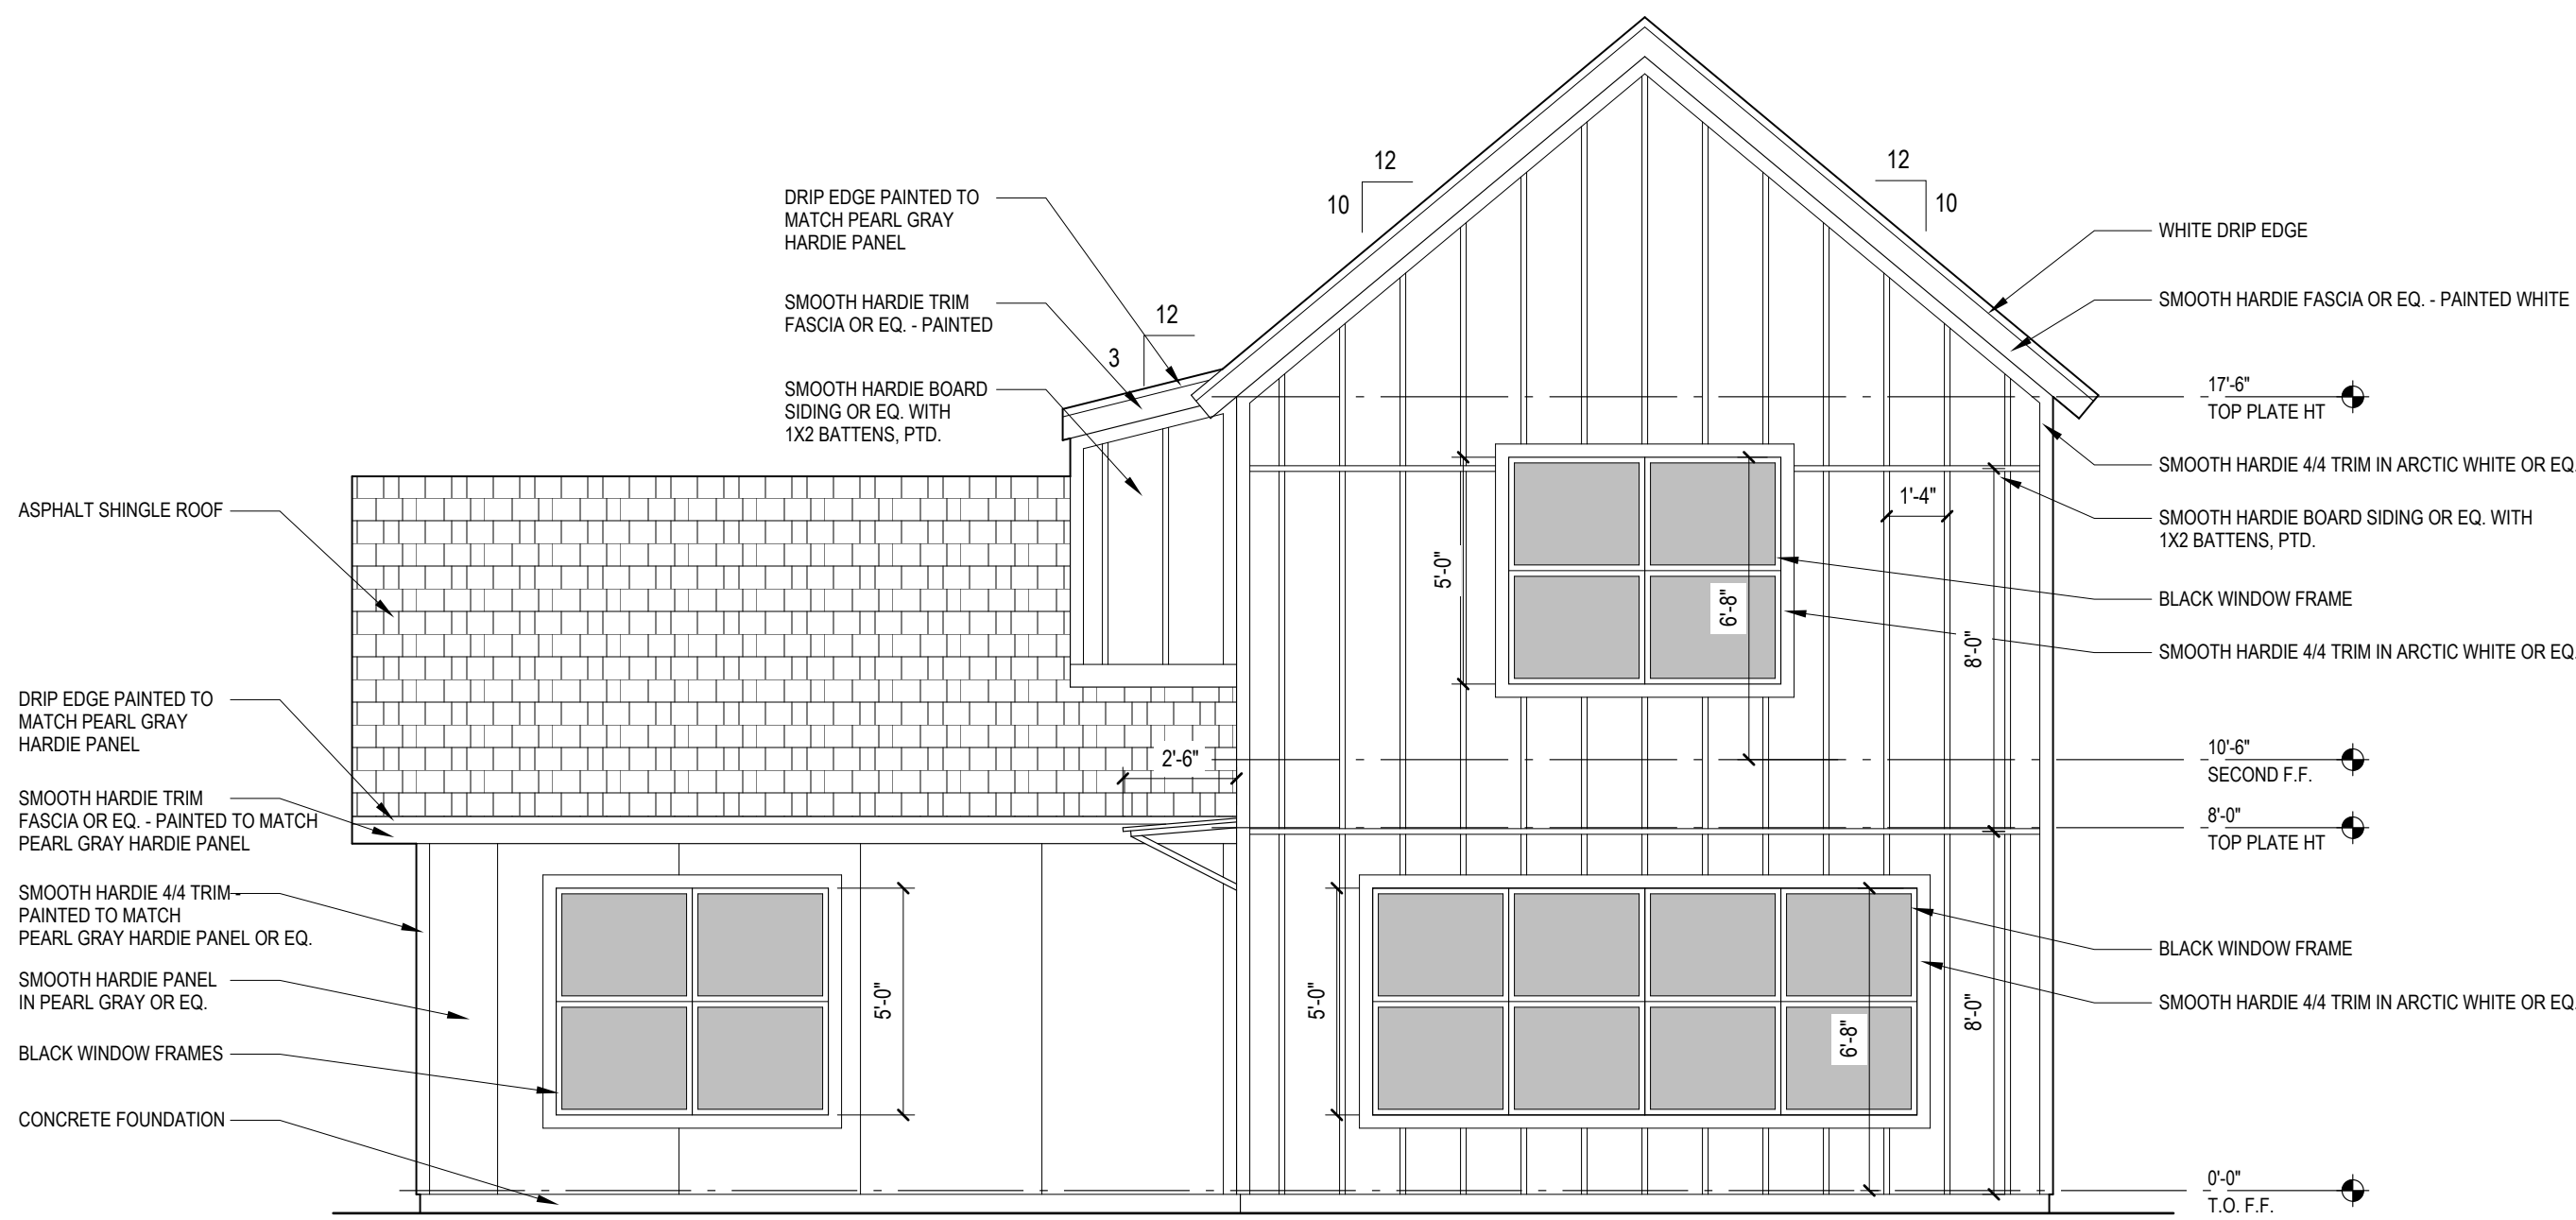 DRIP EDGE PAINTED TO
MATCH PEARL GRAY
HARDIE PANEL
SMOOTH HARDIE TRIM
FASCIA OR EQ. - PAINTED
SMOOTH HARDIE BOARD
SIDING OR EQ. WITH
1X2 BATTENS, PTD.
12
3
12
10
12
10
ASPHALT SHINGLE ROOF
DRIP EDGE PAINTED TO
MATCH PEARL GRAY
HARDIE PANEL
SMOOTH HARDIE TRIM
FASCIA OR EQ. - PAINTED TO MATCH
PEARL GRAY HARDIE PANEL
SMOOTH HARDIE 4/4 TRIM -
PAINTED TO MATCH
PEARL GRAY HARDIE PANEL OR EQ.
SMOOTH HARDIE PANEL
IN PEARL GRAY OR EQ.
BLACK WINDOW FRAMES
CONCRETE FOUNDATION
2'-6"
5'-0"
5'-0"
6'-8"
1'-4"
8'-0"
5'-0"
6'-8"
8'-0"
WHITE DRIP EDGE
SMOOTH HARDIE FASCIA OR EQ. - PAINTED WHITE
17'-6"
TOP PLATE HT
SMOOTH HARDIE 4/4 TRIM IN ARCTIC WHITE OR EQ.
SMOOTH HARDIE BOARD SIDING OR EQ. WITH
1X2 BATTENS, PTD.
BLACK WINDOW FRAME
SMOOTH HARDIE 4/4 TRIM IN ARCTIC WHITE OR EQ.
10'-6"
SECOND F.F.
8'-0"
TOP PLATE HT
BLACK WINDOW FRAME
SMOOTH HARDIE 4/4 TRIM IN ARCTIC WHITE OR EQ.
0'-0"
T.O. F.F.